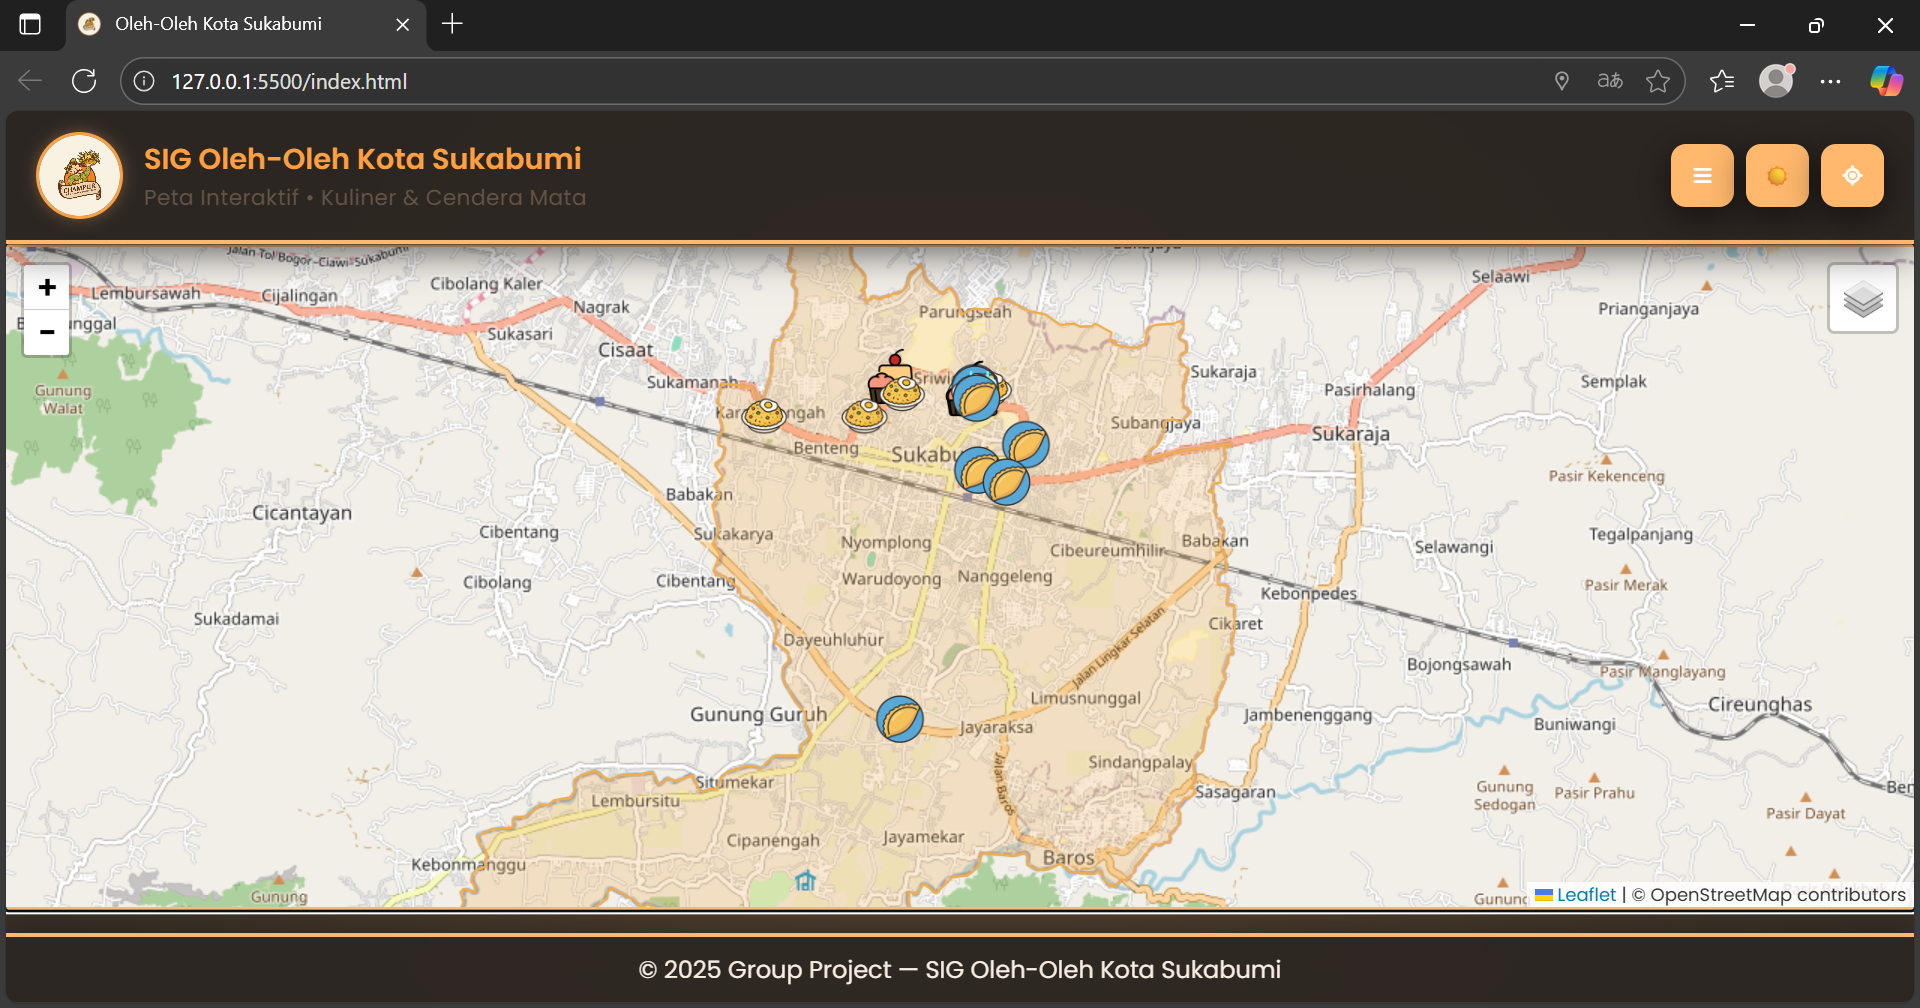 Oleh-Oleh Kota Sukabumi
127.0.0.1:5500/index.html
CHAMPUR
SIG Oleh-Oleh Kota Sukabumi
Peta Interaktif • Kuliner & Cendera Mata
Jalan Tol Bogor-Ciawi-Sukabumi
+
−
Lembursawah
Cijalingan
Cibolang Kaler
Nagrak
Sukasari
Cisaat
Sukamanah
Gunung
Walat
Parungseah
Benteng
Selaawi
Prianganjaya
Sukaraja
Pasirhalang
Semplak
Subangjaya
Sukaraja
Pasir Kekenceng
Babakan
Cicantayan
Cibentang
Sukakarya
Nyomplong
Cibeureumhilir
Babakan
Selawangi
Tegalpanjang
Cibolang
Cibentang
Warudoyong
Nanggeleng
Pasir Merak
Kebonpedes
Sukadamai
Dayeuhluhur
Jalan Lingkar Selatan
Cikaret
Bojongsawah
Pasir Manglayang
Limusnunggal
Gunung Guruh
Jayaraksa
Jambenenggang
Buniwangi
Cireunghas
Situmekar
Sindangpalay
Jalan Baros
Lembursitu
Sasagaran
Gunung
Sedogan
Pasir Prahu
Pasir Dayat
Cipanengah
Jayamekar
Baros
Kebonmanggu
Gunung
Leaflet | © OpenStreetMap contributors
© 2025 Group Project — SIG Oleh-Oleh Kota Sukabumi